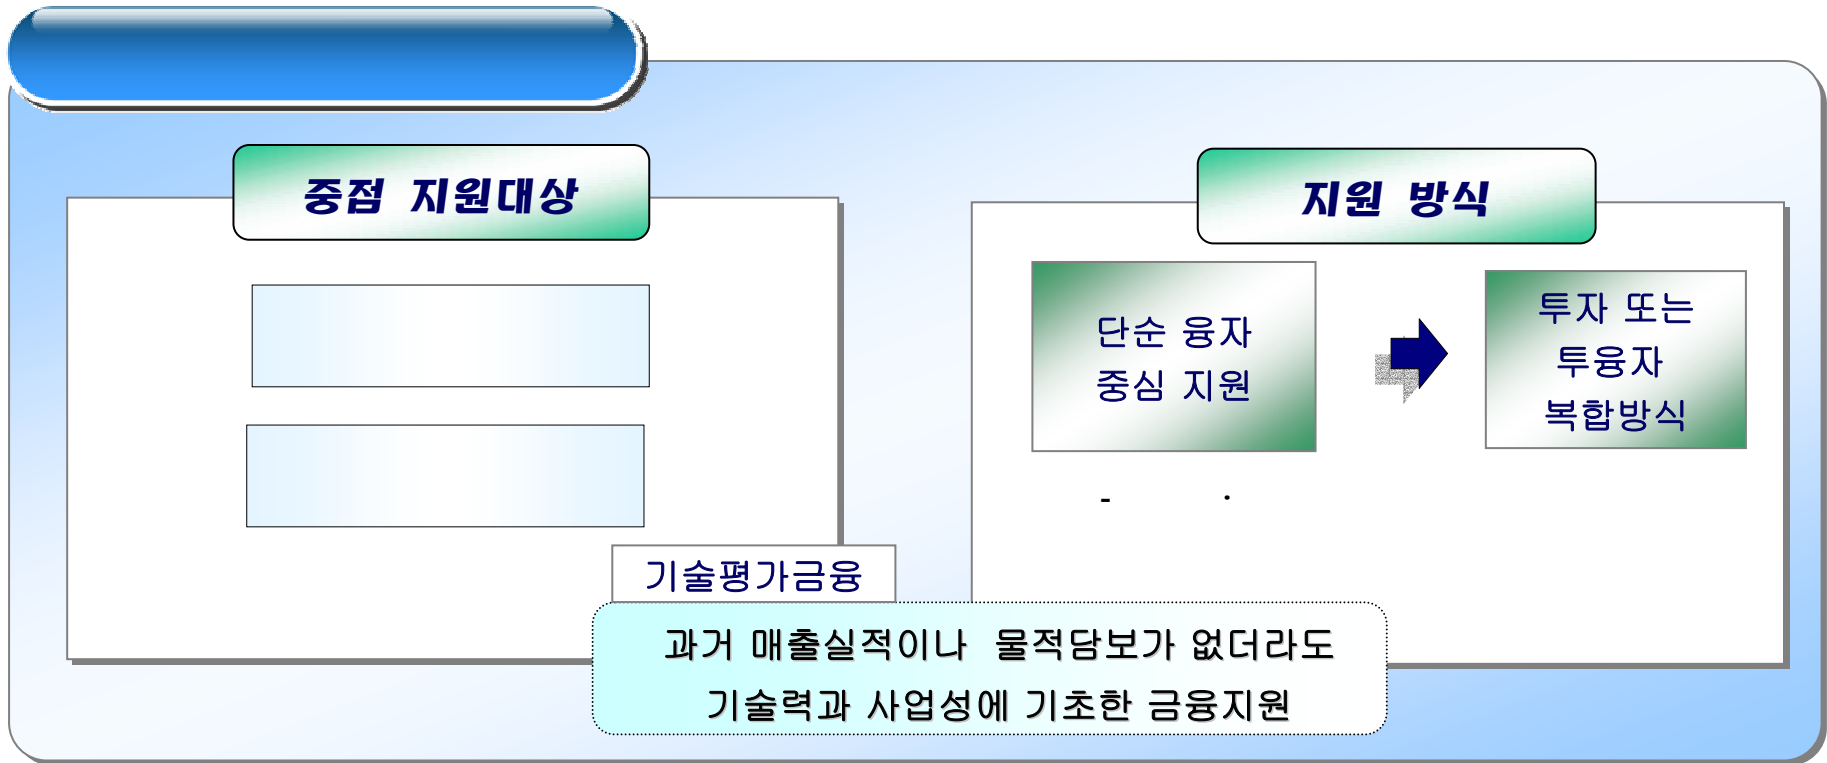 중점 지원대상
지원 방식
단순 융자
중심 지원
투자 또는
투융자
복합방식
- ·
기술평가금융
과거 매출실적이나 물적담보가 없더라도
기술력과 사업성에 기초한 금융지원